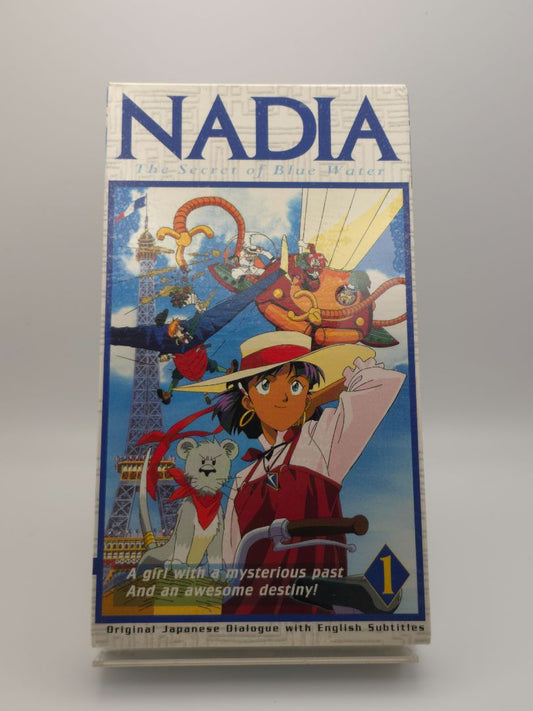 NADIA
The Secret of Blue Water
A girl with a mysterious past
And an awesome destiny!
1
Original Japanese Dialogue with English Subtitles